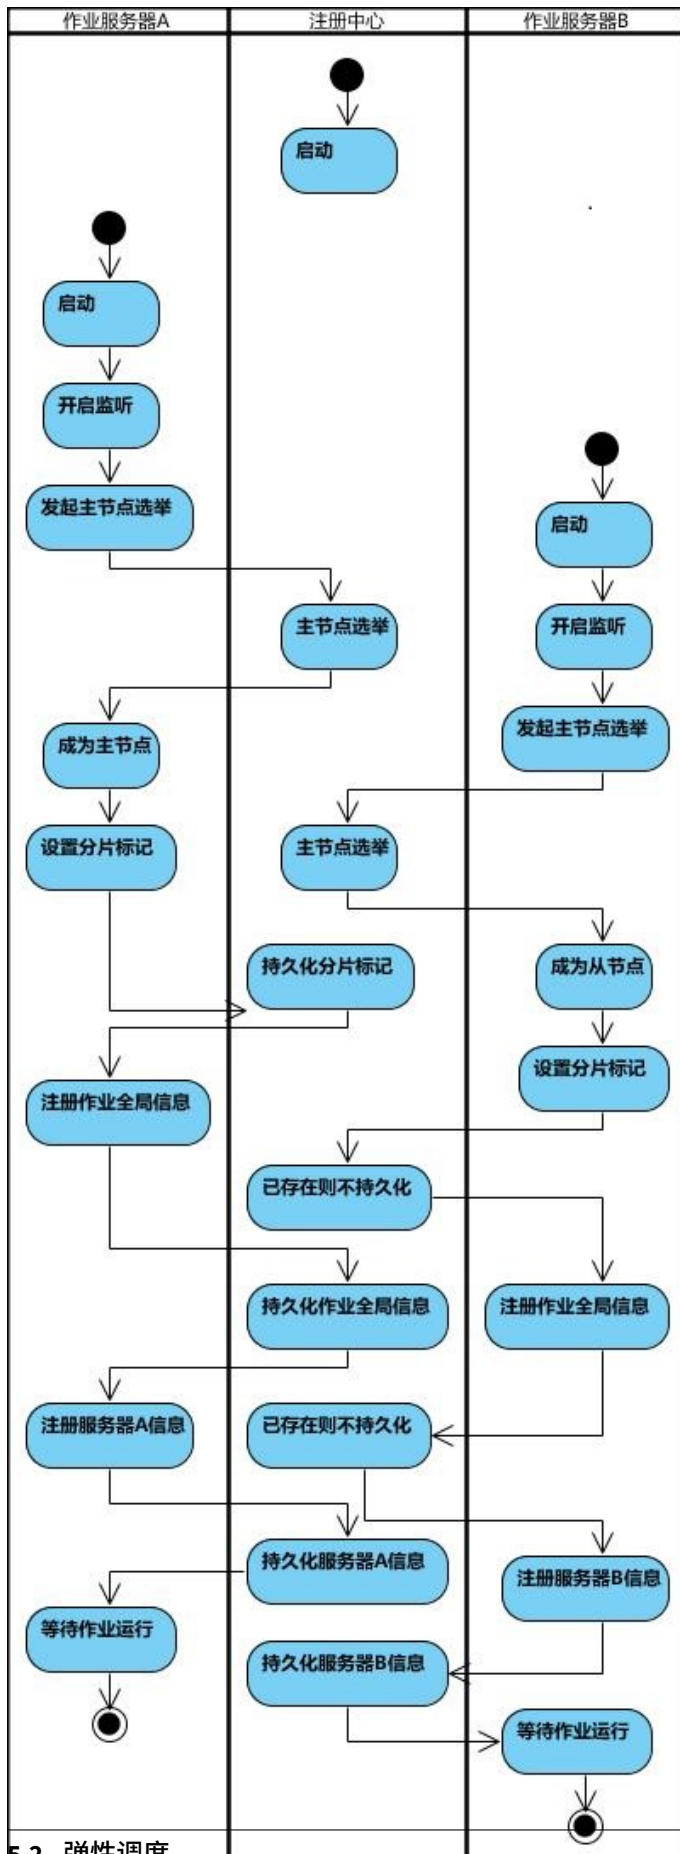 作业服务器A
注册中心
作业服务器B
启动
启动
开启监听
发起主节点选举
启动
主节点选举
开启监听
成为主节点
发起主节点选举
设置分片标记
主节点选举
持久化分片标记
成为从节点
设置分片标记
注册作业全局信息
已存在则不持久化
持久化作业全局信息
注册作业全局信息
注册服务器A信息
已存在则不持久化
持久化服务器A信息
注册服务器B信息
等待作业运行
持久化服务器B信息
等待作业运行
5.2 弹性调度